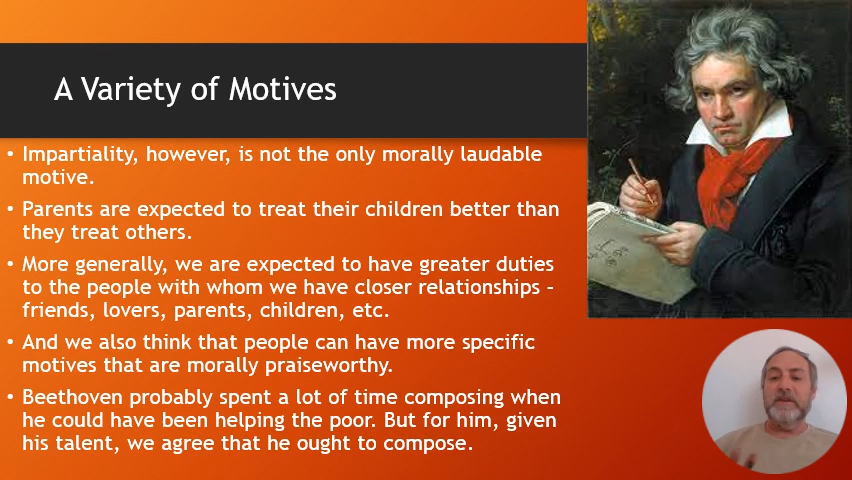 A Variety of Motives
• Impartiality, however, is not the only morally laudable
motive.
• Parents are expected to treat their children better than
they treat others.
• More generally, we are expected to have greater duties
to the people with whom we have closer relationships –
friends, lovers, parents, children, etc.
• And we also think that people can have more specific
motives that are morally praiseworthy.
• Beethoven probably spent a lot of time composing when
he could have been helping the poor. But for him, given
his talent, we agree that he ought to compose.